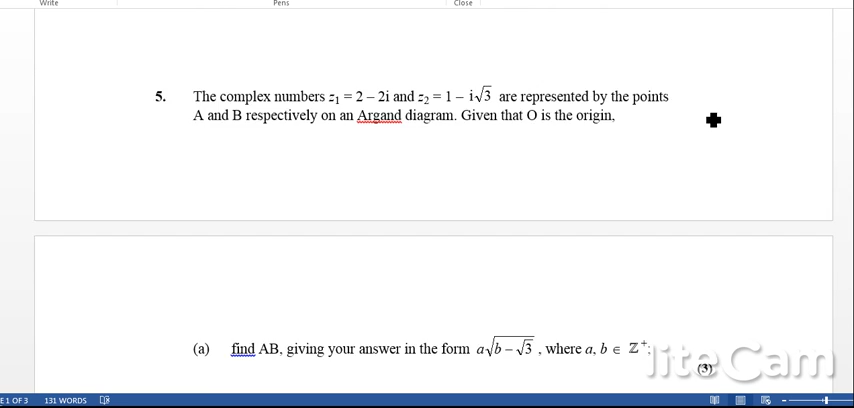 Write Pens Close
5. The complex numbers z₁ = 2 – 2i and z₂ = 1 – i√3 are represented by the points
A and B respectively on an Argand diagram. Given that O is the origin,
(a) find AB, giving your answer in the form a√(b – √3) , where a, b ∈ ℤ⁺;
(3)
liteCam
E 1 OF 3 131 WORDS